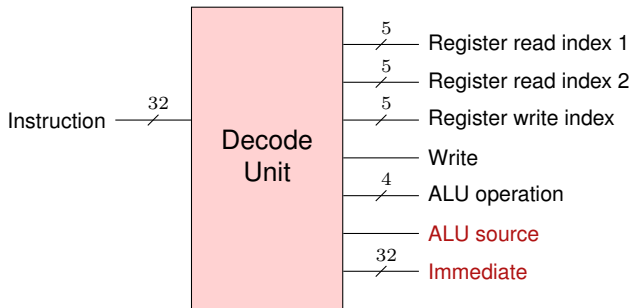 5
Register read index 1
5
Register read index 2
32
5
Instruction
Register write index
Decode
Unit
Write
4
ALU operation
ALU source
32
Immediate